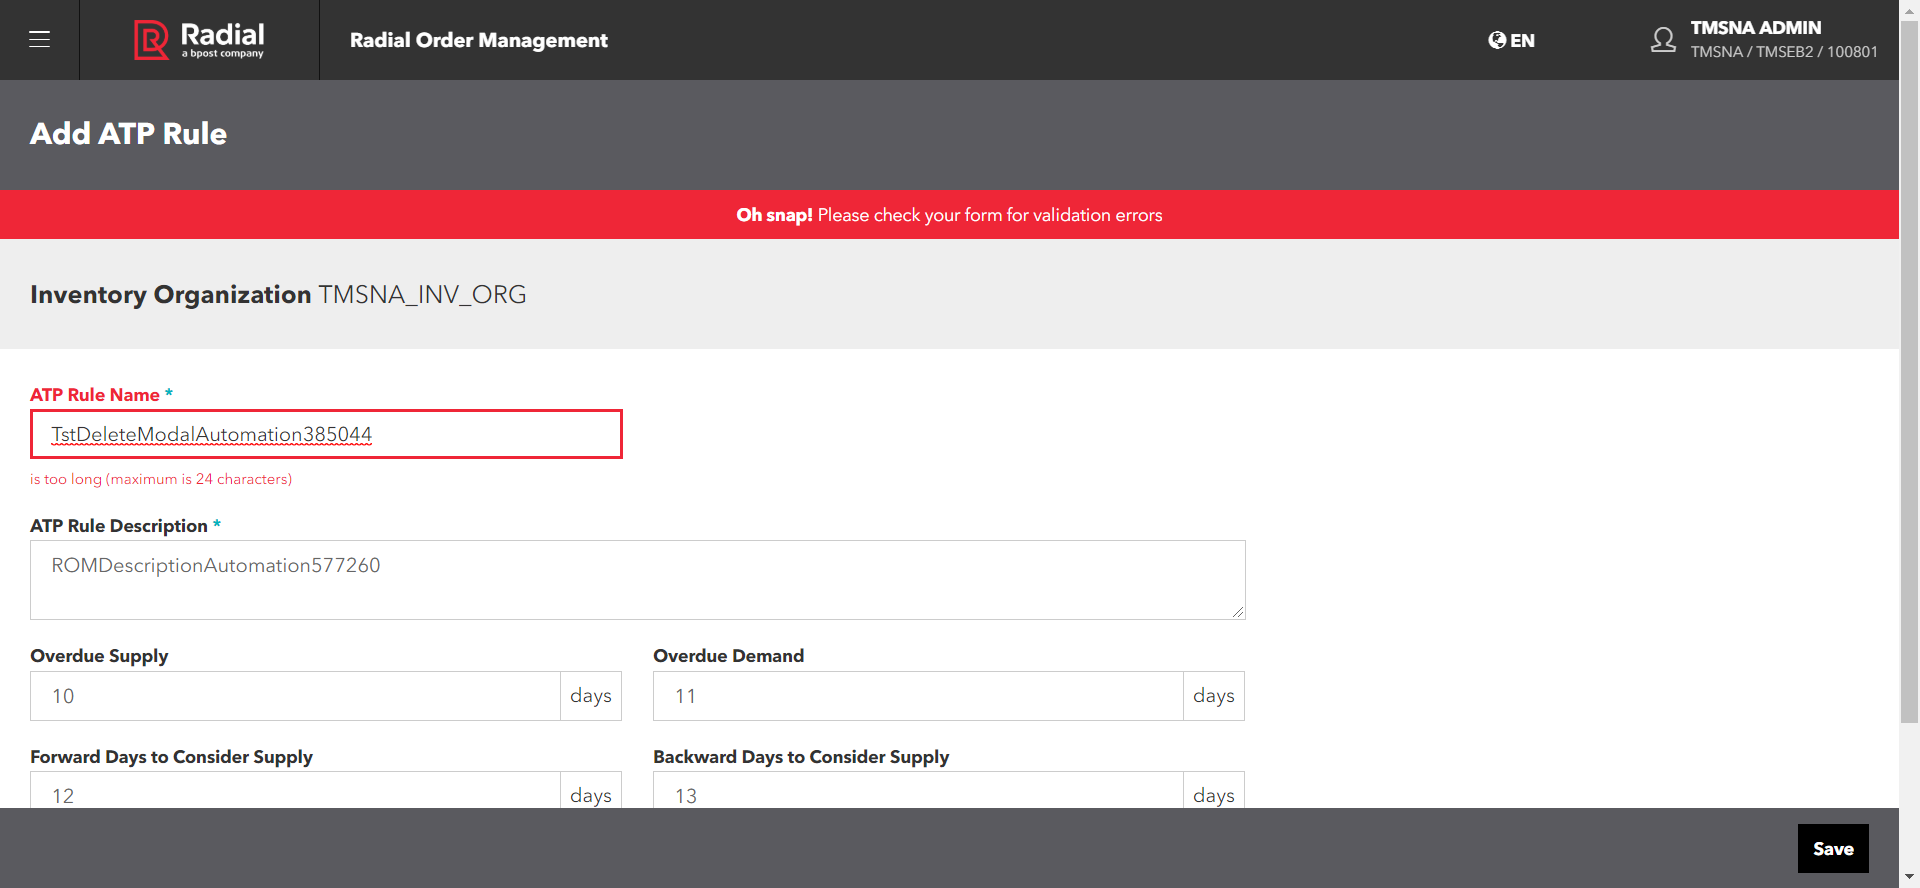 Radial
a bpost company
Radial Order Management
EN
TMSNA ADMIN
TMSNA / TMSEB2 / 100801
Add ATP Rule
Oh snap! Please check your form for validation errors
Inventory Organization TMSNA_INV_ORG
ATP Rule Name *
TstDeleteModalAutomation385044
is too long (maximum is 24 characters)
ATP Rule Description *
ROMDescriptionAutomation577260
Overdue Supply
10 days
Overdue Demand
11 days
Forward Days to Consider Supply
12 days
Backward Days to Consider Supply
13 days
Save